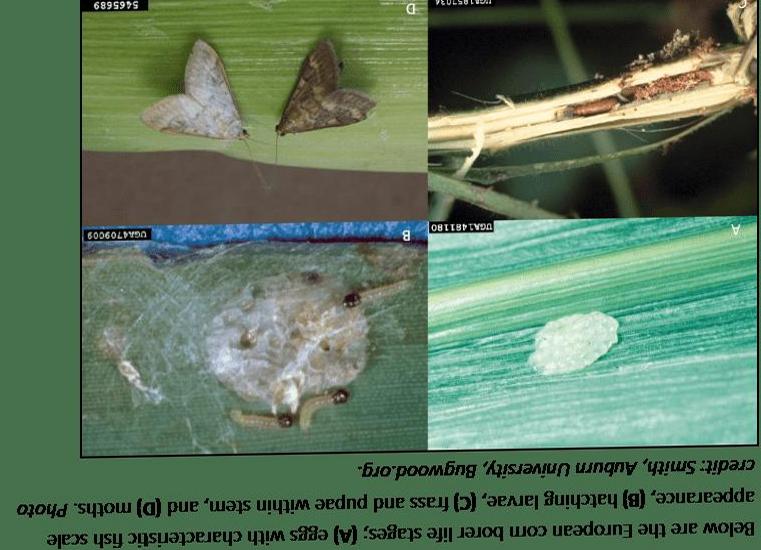 Below are the European corn borer life stages; (A) eggs with characteristic fish scale
appearance, (B) hatching larvae, (C) frass and pupae within stem, and (D) moths. Photo
credit: Smith, Auburn University, Bugwood.org.
A
UGA1481180
B
UGA4709009
C
UGA1857034
D
5465689